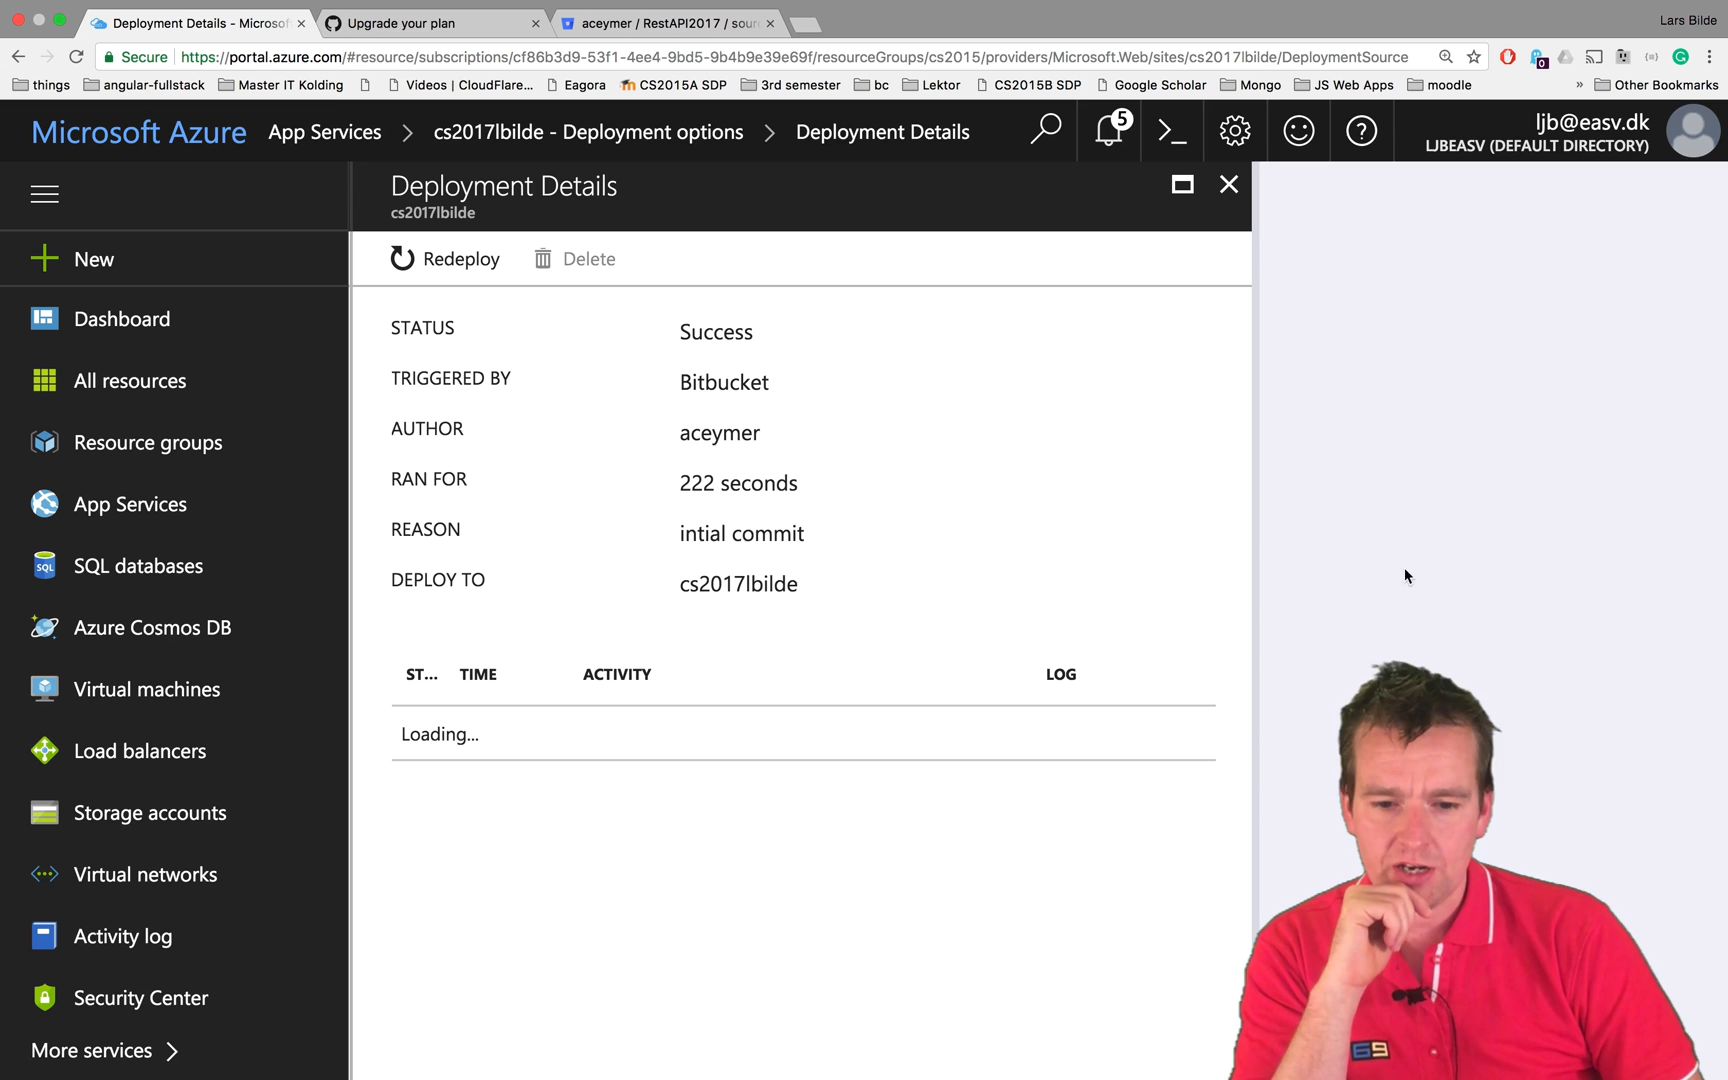 Deployment Details - Microsof
Upgrade your plan
aceymer / RestAPI2017 / sour
Lars Bilde
Secure
https://portal.azure.com/#resource/subscriptions/cf86b3d9-53f1-4ee4-9bd5-9b4b9e39e69f/resourceGroups/cs2015/providers/Microsoft.Web/sites/cs2017lbilde/DeploymentSource
0
things
angular-fullstack
Master IT Kolding
Videos | CloudFlare...
Eagora
CS2015A SDP
3rd semester
bc
Lektor
CS2015B SDP
Google Scholar
Mongo
JS Web Apps
moodle
»
Other Bookmarks
Microsoft Azure
App Services
cs2017lbilde - Deployment options
Deployment Details
5
ljb@easv.dk
LJBEASV (DEFAULT DIRECTORY)
Deployment Details
cs2017lbilde
New
Redeploy
Delete
Dashboard
All resources
Resource groups
App Services
SQL
SQL databases
Azure Cosmos DB
Virtual machines
Load balancers
Storage accounts
Virtual networks
Activity log
Security Center
More services
STATUS
Success
TRIGGERED BY
Bitbucket
AUTHOR
aceymer
RAN FOR
222 seconds
REASON
intial commit
DEPLOY TO
cs2017lbilde
ST...
TIME
ACTIVITY
LOG
Loading...
69